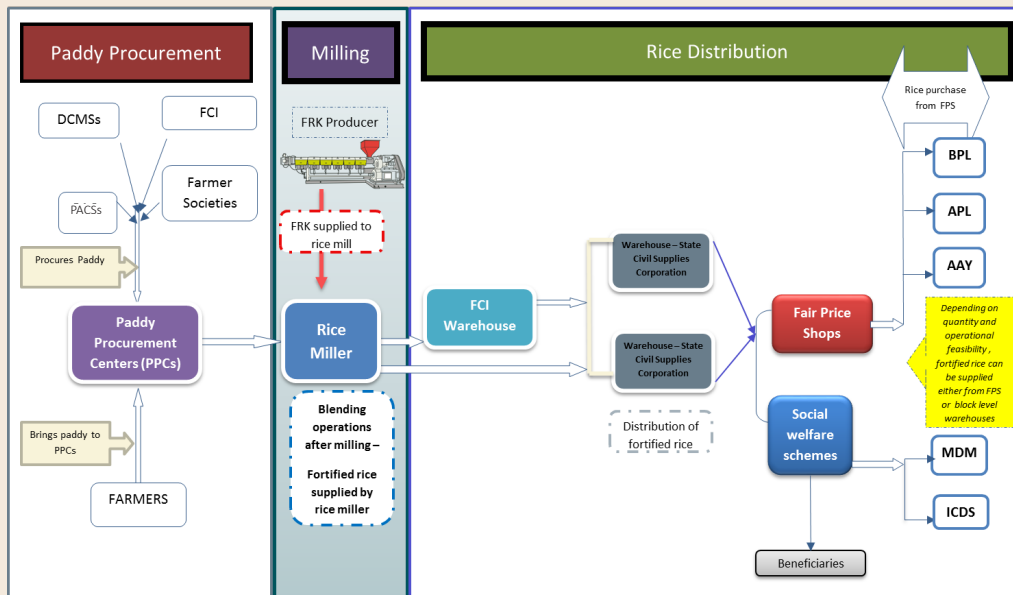 Paddy Procurement
Milling
Rice Distribution
DCMSs
FCI
PACSs
Farmer
Societies
Procures Paddy
Paddy
Procurement
Centers (PPCs)
Brings paddy to
PPCs
FARMERS
FRK Producer
FRK supplied to
rice mill
Rice
Miller
Blending
operations
after milling –
Fortified rice
supplied by
rice miller
FCI
Warehouse
Warehouse – State
Civil Supplies
Corporation
Warehouse – State
Civil Supplies
Corporation
Distribution of
fortified rice
Fair Price
Shops
Social
welfare
schemes
Beneficiaries
Rice purchase
from FPS
BPL
APL
AAY
Depending on
quantity and
operational
feasibility ,
fortified rice can
be supplied
either from FPS
or block level
warehouses
MDM
ICDS